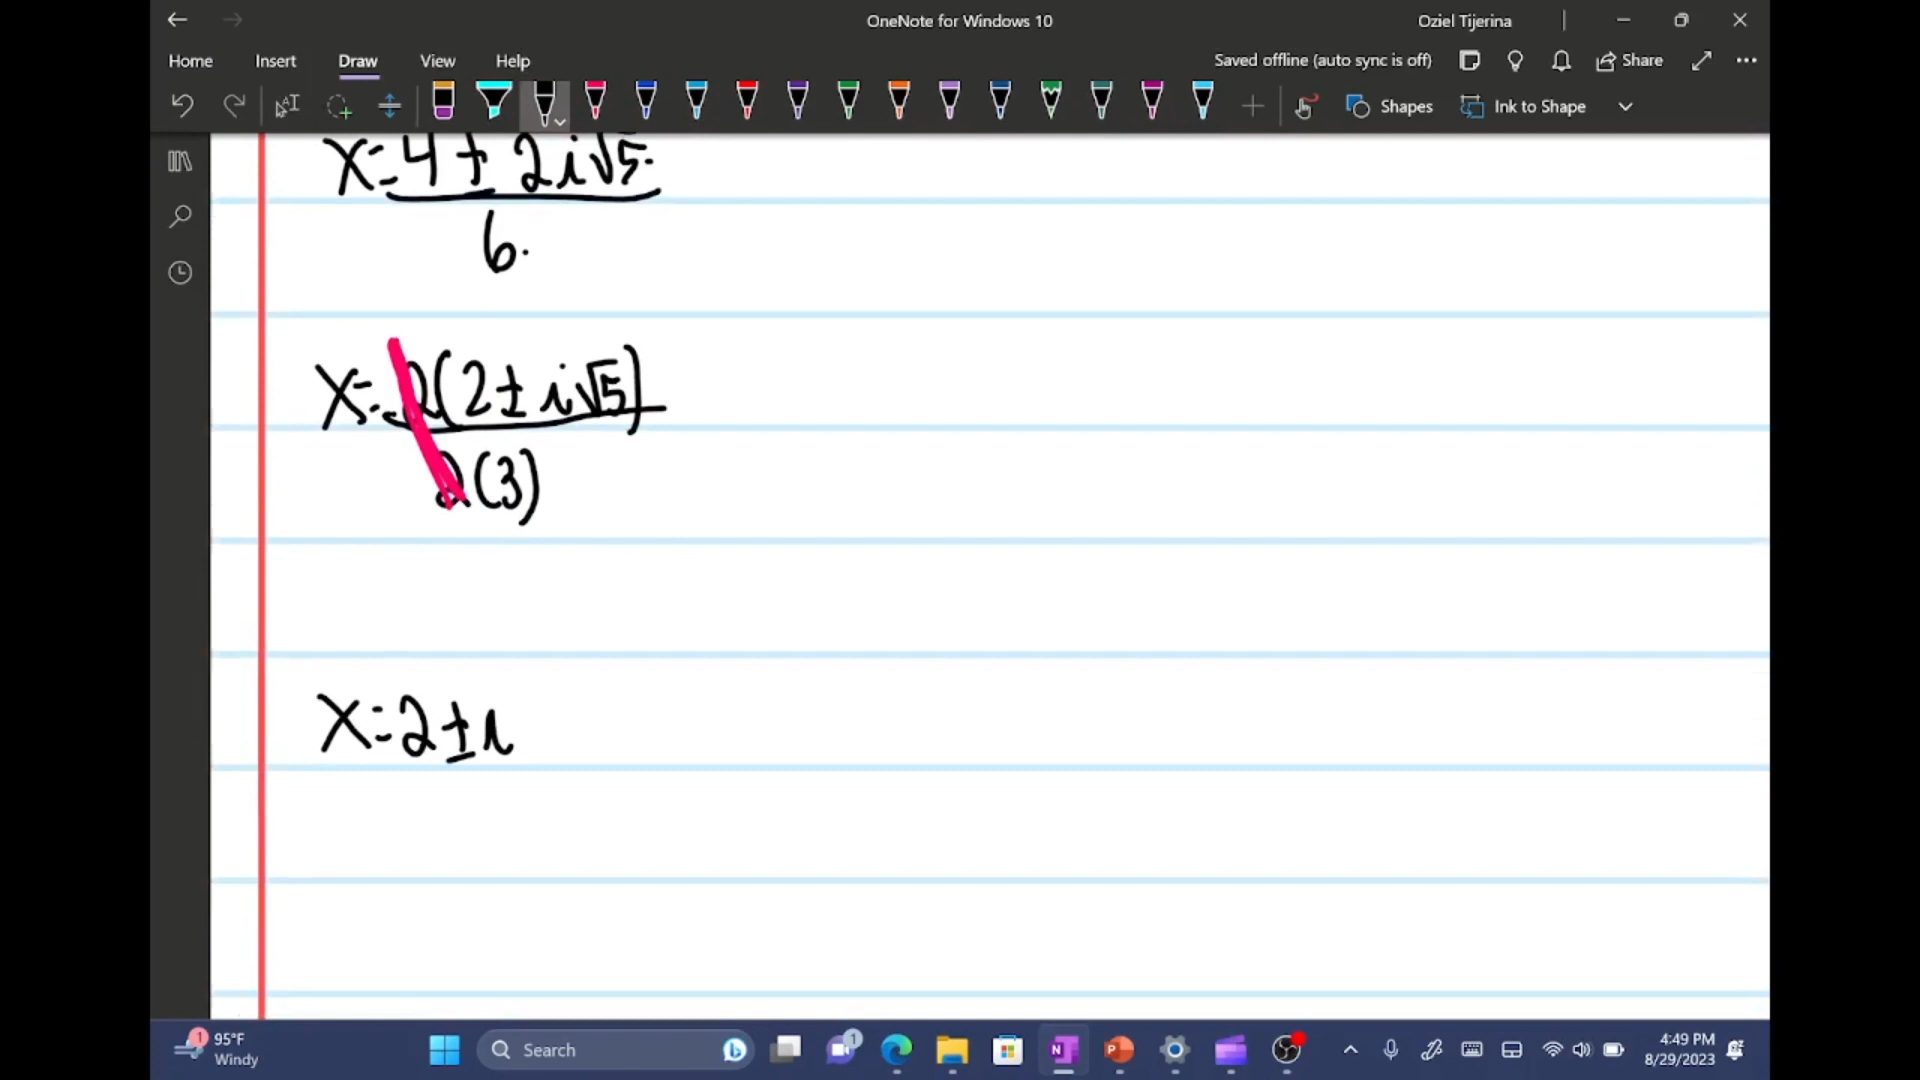 OneNote for Windows 10
Oziel Tijerina
Home Insert Draw View Help
Saved offline (auto sync is off)
Share
Shapes
Ink to Shape
x = 4 ± 2i√5
6
x = 2(2 ± i√5)
2(3)
x = 2 ± i
1
95°F
Windy
Search
1
4:49 PM
8/29/2023